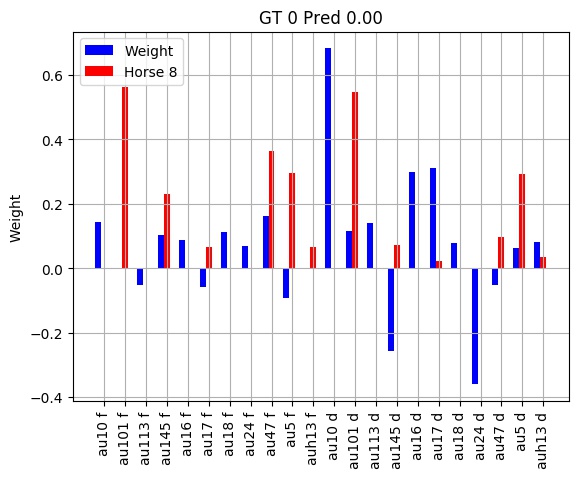 GT 0 Pred 0.00
Weight
Horse 8
Weight
0.6
0.4
0.2
0.0
−0.2
−0.4
au10 f
au101 f
au113 f
au145 f
au16 f
au17 f
au18 f
au24 f
au47 f
au5 f
auh13 f
au10 d
au101 d
au113 d
au145 d
au16 d
au17 d
au18 d
au24 d
au47 d
au5 d
auh13 d